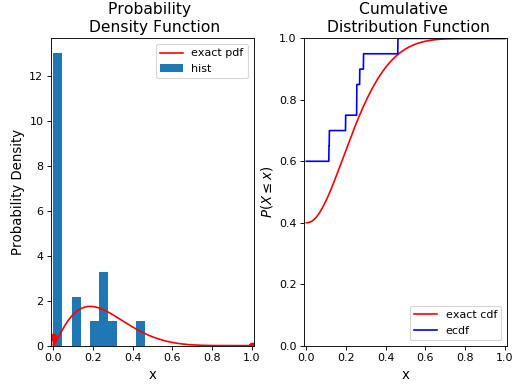 Probability
Density Function
Probability Density
12
10
8
6
4
2
0
0.0 0.2 0.4 0.6 0.8 1.0
x
exact pdf
hist
Cumulative
Distribution Function
P(X ≤ x)
1.0
0.8
0.6
0.4
0.2
0.0
0.0 0.2 0.4 0.6 0.8 1.0
x
exact cdf
ecdf